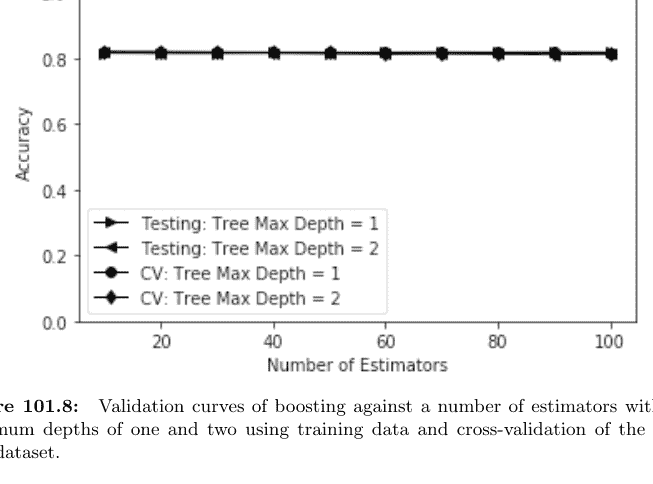 0.8
0.6
0.4
0.2
0.0
Accuracy
Testing: Tree Max Depth = 1
Testing: Tree Max Depth = 2
CV: Tree Max Depth = 1
CV: Tree Max Depth = 2
20 40 60 80 100
Number of Estimators
re 101.8: Validation curves of boosting against a number of estimators wit
mum depths of one and two using training data and cross-validation of the
dataset.